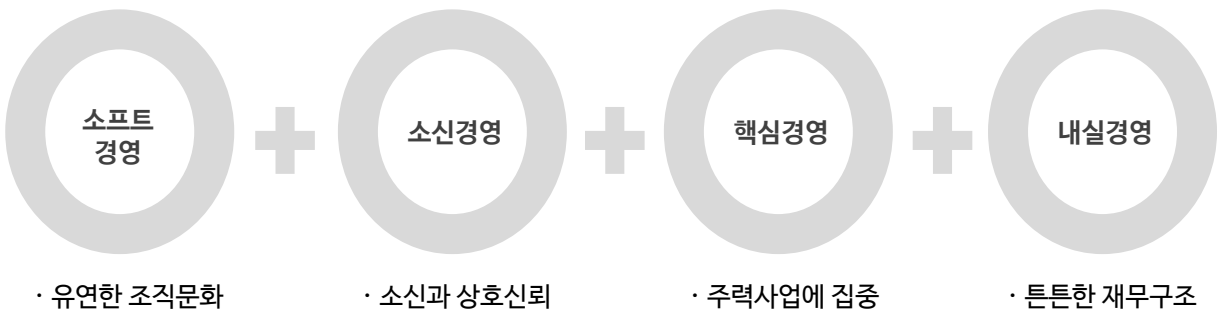 소프트
경영
소신경영
핵심경영
내실경영
· 유연한 조직문화
· 소신과 상호신뢰
· 주력사업에 집중
· 튼튼한 재무구조